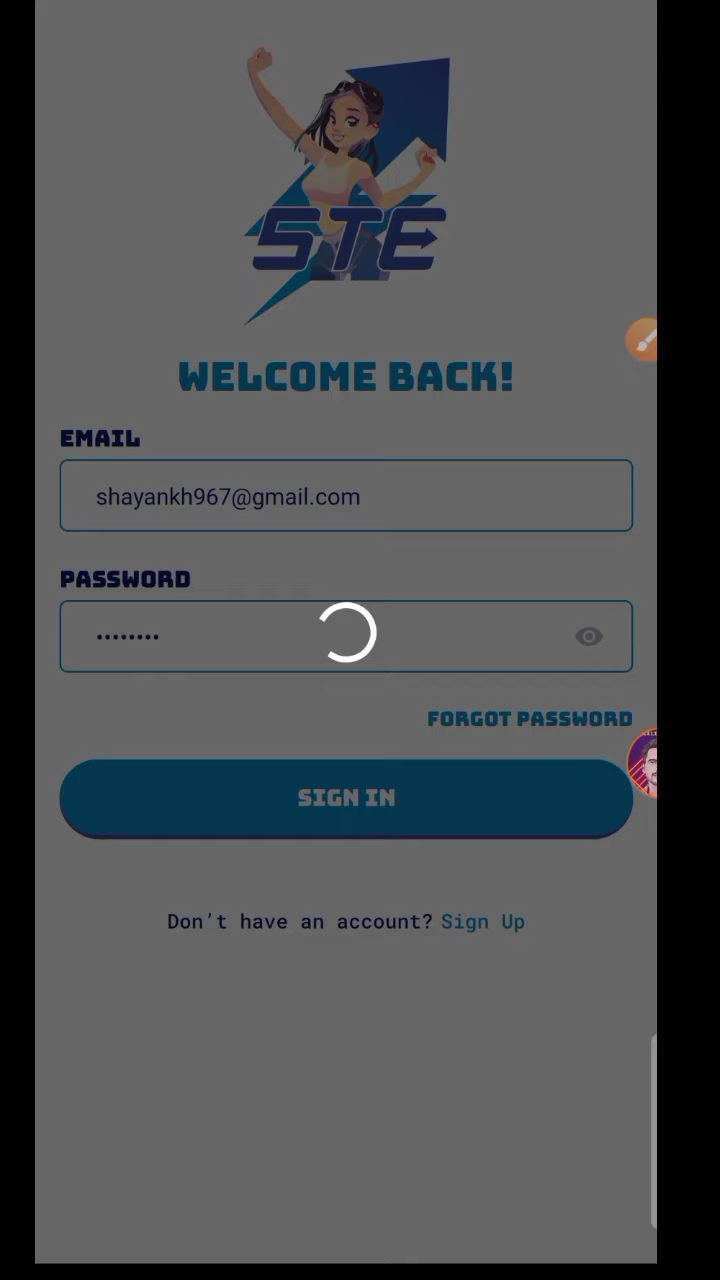 STE
WELCOME BACK!
EMAIL
shayankh967@gmail.com
PASSWORD
••••••••
FORGOT PASSWORD
SIGN IN
Don't have an account? Sign Up